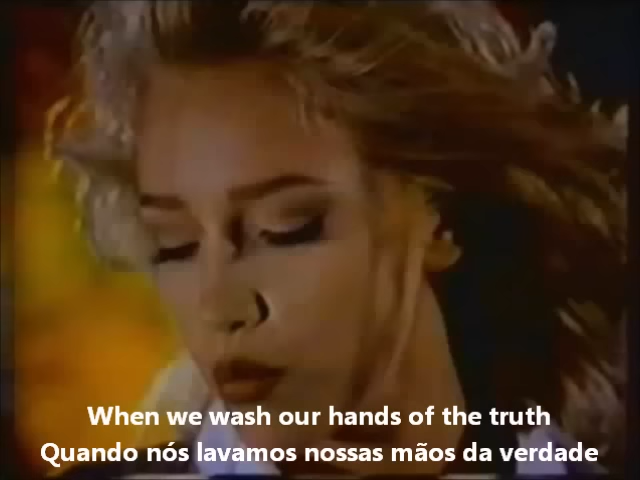 When we wash our hands of the truth
Quando nós lavamos nossas mãos da verdade